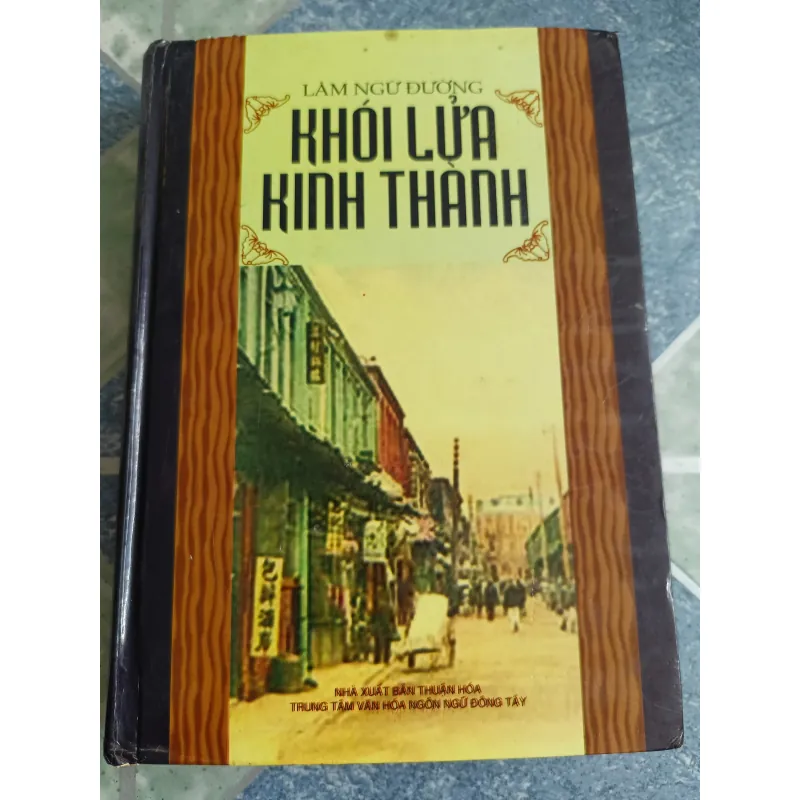 LÂM NGỮ ĐƯỜNG
KHÓI LỬA
KINH THÀNH
NHÀ XUẤT BẢN THUẬN HÓA
TRUNG TÂM VĂN HÓA NGÔN NGỮ ĐÔNG TÂY